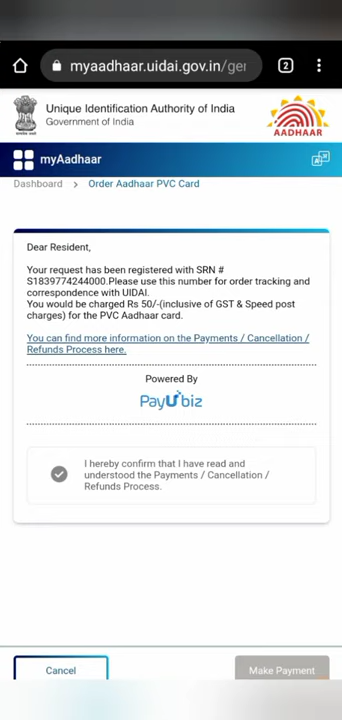 myaadhaar.uidai.gov.in/gen
2
Unique Identification Authority of India
Government of India
AADHAAR
myAadhaar
Dashboard > Order Aadhaar PVC Card
Dear Resident,
Your request has been registered with SRN #
S1839774244000.Please use this number for order tracking and
correspondence with UIDAI.
You would be charged Rs 50/-(inclusive of GST & Speed post
charges) for the PVC Aadhaar card.
You can find more information on the Payments / Cancellation /
Refunds Process here.
Powered By
PayUbiz
I hereby confirm that I have read and
understood the Payments / Cancellation /
Refunds Process.
Cancel
Make Payment